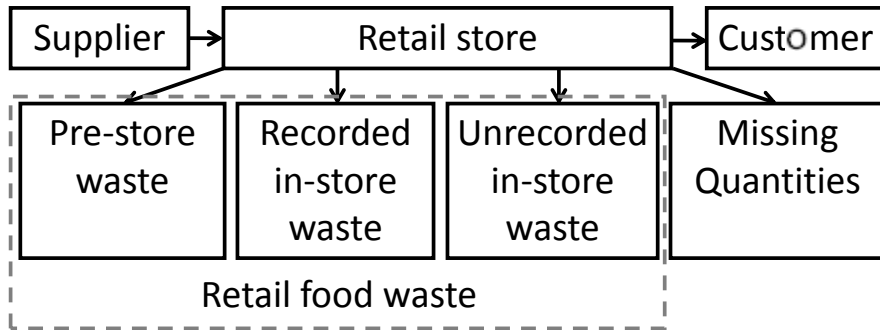 Supplier
Retail store
Customer
Pre-store
waste
Recorded
in-store
waste
Unrecorded
in-store
waste
Missing
Quantities
Retail food waste